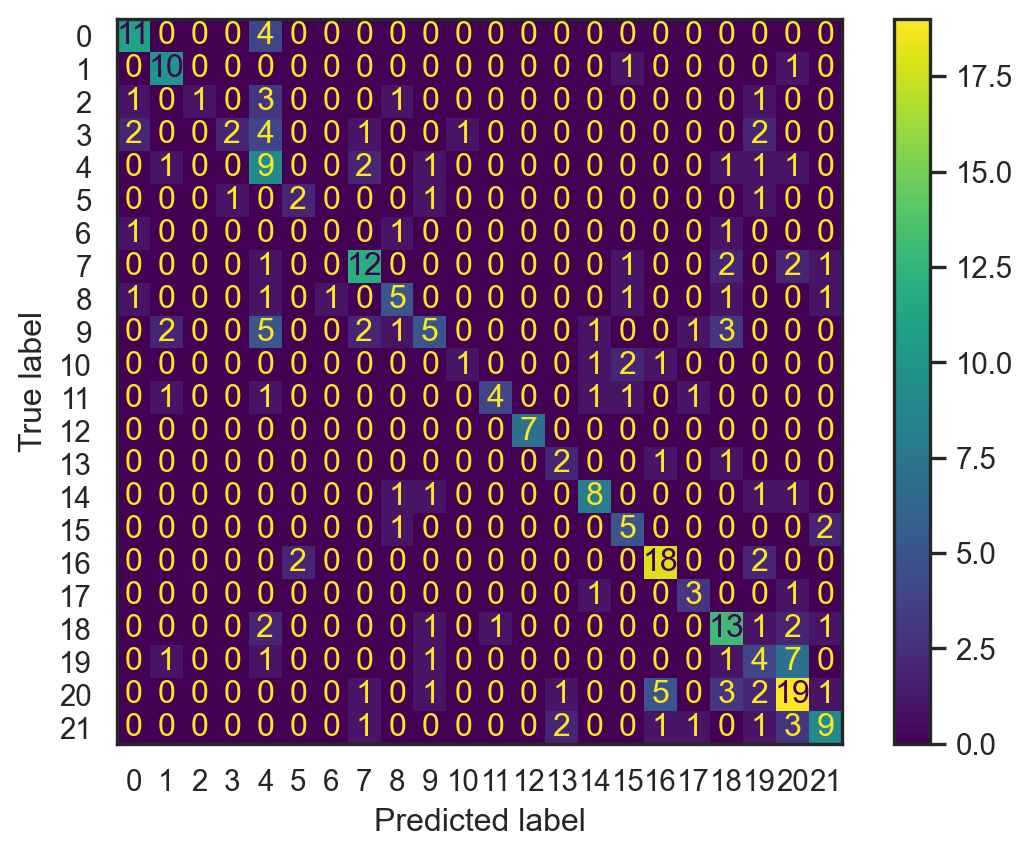 0 11 0 0 0 4 0 0 0 0 0 0 0 0 0 0 0 0 0 0 0 0 0
1 0 10 0 0 0 0 0 0 0 0 0 0 0 0 0 1 0 0 0 0 1 0
2 1 0 1 0 3 0 0 0 1 0 0 0 0 0 0 0 0 0 0 1 0 0
3 2 0 0 2 4 0 0 1 0 0 1 0 0 0 0 0 0 0 0 2 0 0
4 0 1 0 0 9 0 0 2 0 1 0 0 0 0 0 0 0 0 1 1 1 0
5 0 0 0 1 0 2 0 0 0 1 0 0 0 0 0 0 0 0 0 1 0 0
6 1 0 0 0 0 0 0 0 1 0 0 0 0 0 0 0 0 0 1 0 0 0
7 0 0 0 0 1 0 0 12 0 0 0 0 0 0 0 1 0 0 2 0 2 1
8 1 0 0 0 1 0 1 0 5 0 0 0 0 0 0 1 0 0 1 0 0 1
9 0 2 0 0 5 0 0 2 1 5 0 0 0 0 1 0 0 1 3 0 0 0
10 0 0 0 0 0 0 0 0 0 0 1 0 0 0 1 2 1 0 0 0 0 0
11 0 1 0 0 1 0 0 0 0 0 0 4 0 0 1 1 0 1 0 0 0 0
12 0 0 0 0 0 0 0 0 0 0 0 0 7 0 0 0 0 0 0 0 0 0
13 0 0 0 0 0 0 0 0 0 0 0 0 0 2 0 0 1 0 1 0 0 0
14 0 0 0 0 0 0 0 0 1 1 0 0 0 0 8 0 0 0 0 1 1 0
15 0 0 0 0 0 0 0 0 1 0 0 0 0 0 0 5 0 0 0 0 0 2
16 0 0 0 0 0 2 0 0 0 0 0 0 0 0 0 0 18 0 0 2 0 0
17 0 0 0 0 0 0 0 0 0 0 0 0 0 0 1 0 0 3 0 0 1 0
18 0 0 0 0 2 0 0 0 0 1 0 1 0 0 0 0 0 0 13 1 2 1
19 0 1 0 0 1 0 0 0 0 1 0 0 0 0 0 0 0 0 1 4 7 0
20 0 0 0 0 0 0 0 1 0 1 0 0 0 1 0 0 5 0 3 2 19 1
21 0 0 0 0 0 0 0 1 0 0 0 0 0 2 0 0 1 1 0 1 3 9
0 1 2 3 4 5 6 7 8 9 10 11 12 13 14 15 16 17 18 19 20 21
Predicted label
True label
17.5
15.0
12.5
10.0
7.5
5.0
2.5
0.0